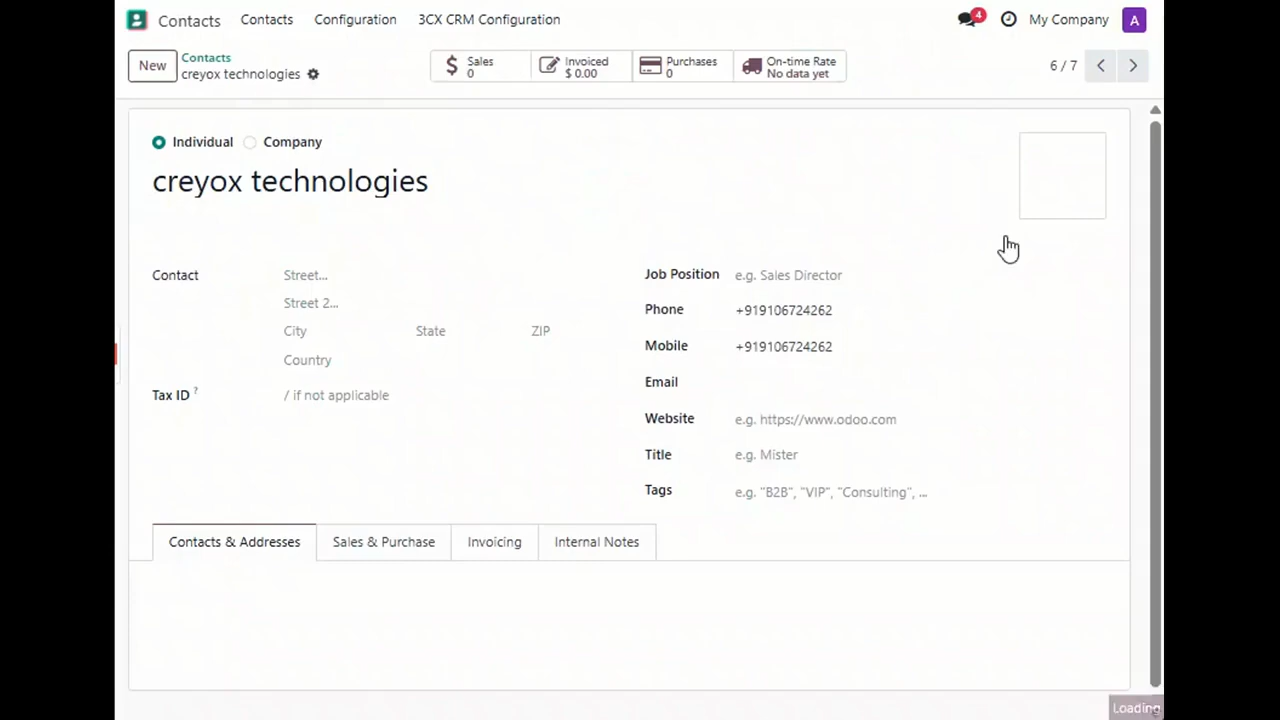 Contacts Contacts Configuration 3CX CRM Configuration 4 My Company A
New Contacts
creyox technologies
Sales
0
Invoiced
$ 0.00
Purchases
0
On-time Rate
No data yet
6 / 7
Individual Company
creyox technologies
Contact Street...
Street 2...
City State ZIP
Country
Tax ID ? / if not applicable
Job Position e.g. Sales Director
Phone +919106724262
Mobile +919106724262
Email
Website e.g. https://www.odoo.com
Title e.g. Mister
Tags e.g. "B2B", "VIP", "Consulting", ...
Contacts & Addresses Sales & Purchase Invoicing Internal Notes
Loading